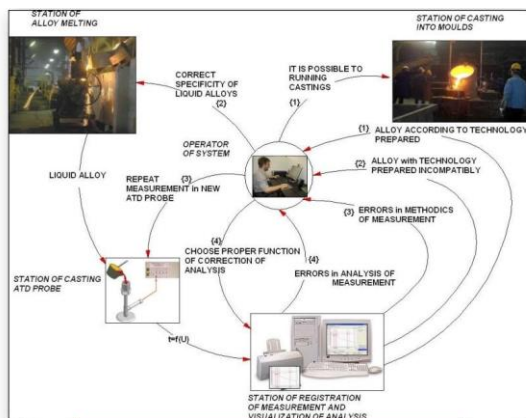 STATION OF
ALLOY MELTING
STATION OF CASTING
INTO MOULDS
CORRECT
SPECIFICITY OF
LIQUID ALLOYS
{2}
IT IS POSSIBLE TO
RUNNING
CASTINGS
{1}
{1} ALLOY ACCORDING TO TECHNOLOGY
PREPARED
OPERATOR
OF SYSTEM
{2} ALLOY with TECHNOLOGY
PREPARED INCOMPATIBLY
LIQUID ALLOY
REPEAT {3}
MEASUREMENT in NEW
ATD PROBE
{3} ERRORS in METHODICS
OF MEASUREMENT
{4}
CHOOSE PROPER FUNCTION
OF CORRECTION OF
ANALYSIS
{4}
ERRORS in ANALYSIS OF
MEASUREMENT
STATION OF CASTING
ATD PROBE
t=f(U)
STATION OF REGISTRATION
OF MEASUREMENT AND
VISUALIZATION OF ANALYSIS